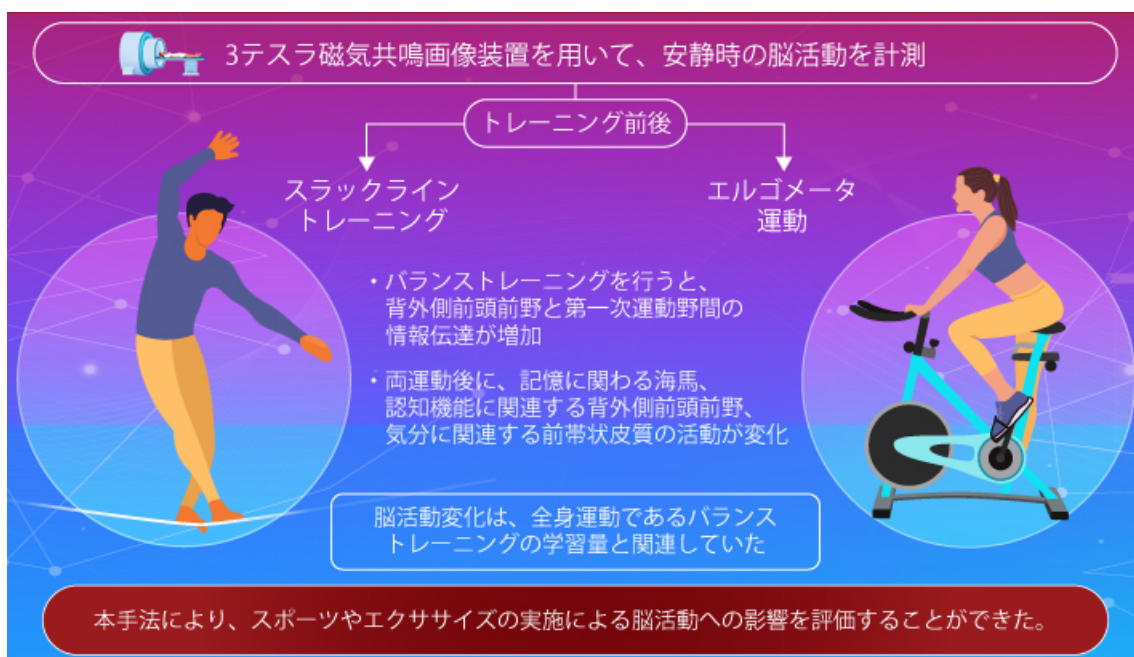 3テスラ磁気共鳴画像装置を用いて、安静時の脳活動を計測
トレーニング前後
スラックライン
トレーニング
エルゴメータ
運動
・バランストレーニングを行うと、
背外側前頭前野と第一次運動野間の
情報伝達が増加
・両運動後に、記憶に関わる海馬、
認知機能に関連する背外側前頭前野、
気分に関連する前帯状皮質の活動が変化
脳活動変化は、全身運動であるバランス
トレーニングの学習量と関連していた
本手法により、スポーツやエクササイズの実施による脳活動への影響を評価することができた。